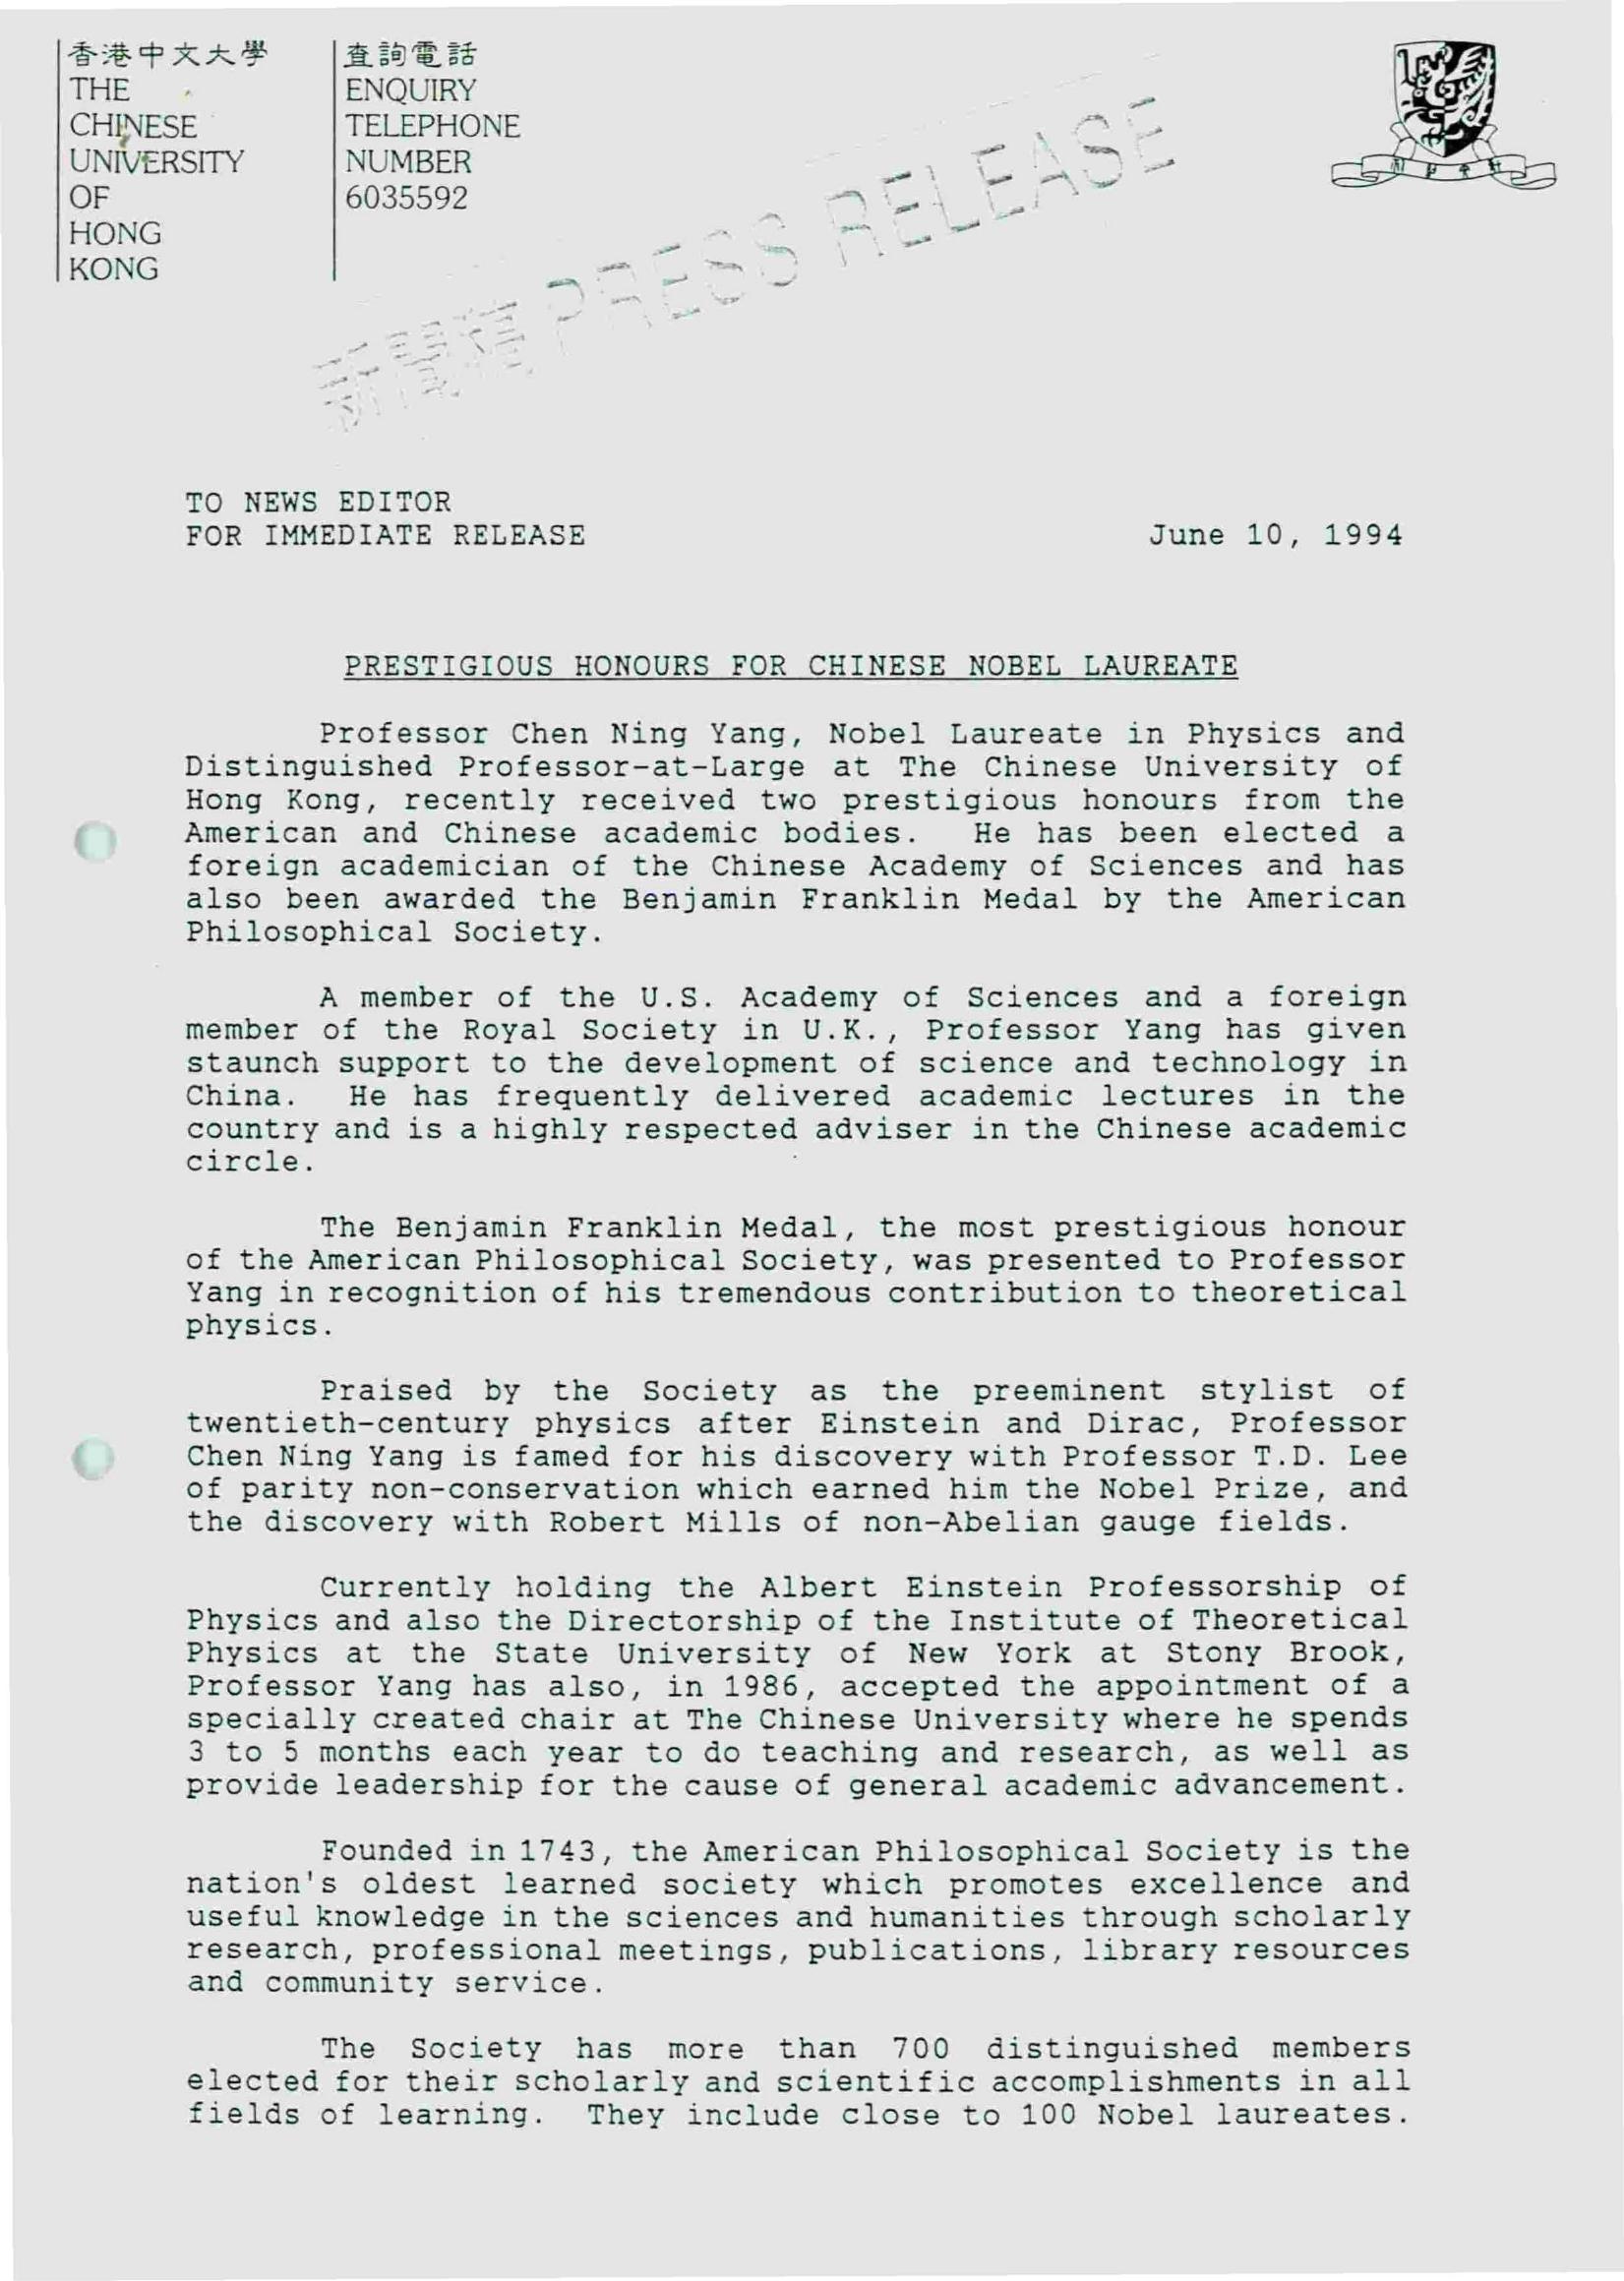 香港中文大學
THE
CHINESE
UNIVERSITY
OF
HONG
KONG
查詢電話
ENQUIRY
TELEPHONE
NUMBER
6035592
新聞稿 PRESS RELEASE
TO NEWS EDITOR
FOR IMMEDIATE RELEASE June 10, 1994
PRESTIGIOUS HONOURS FOR CHINESE NOBEL LAUREATE
Professor Chen Ning Yang, Nobel Laureate in Physics and
Distinguished Professor-at-Large at The Chinese University of
Hong Kong, recently received two prestigious honours from the
American and Chinese academic bodies. He has been elected a
foreign academician of the Chinese Academy of Sciences and has
also been awarded the Benjamin Franklin Medal by the American
Philosophical Society.
A member of the U.S. Academy of Sciences and a foreign
member of the Royal Society in U.K., Professor Yang has given
staunch support to the development of science and technology in
China. He has frequently delivered academic lectures in the
country and is a highly respected adviser in the Chinese academic
circle.
The Benjamin Franklin Medal, the most prestigious honour
of the American Philosophical Society, was presented to Professor
Yang in recognition of his tremendous contribution to theoretical
physics.
Praised by the Society as the preeminent stylist of
twentieth-century physics after Einstein and Dirac, Professor
Chen Ning Yang is famed for his discovery with Professor T.D. Lee
of parity non-conservation which earned him the Nobel Prize, and
the discovery with Robert Mills of non-Abelian gauge fields.
Currently holding the Albert Einstein Professorship of
Physics and also the Directorship of the Institute of Theoretical
Physics at the State University of New York at Stony Brook,
Professor Yang has also, in 1986, accepted the appointment of a
specially created chair at The Chinese University where he spends
3 to 5 months each year to do teaching and research, as well as
provide leadership for the cause of general academic advancement.
Founded in 1743, the American Philosophical Society is the
nation's oldest learned society which promotes excellence and
useful knowledge in the sciences and humanities through scholarly
research, professional meetings, publications, library resources
and community service.
The Society has more than 700 distinguished members
elected for their scholarly and scientific accomplishments in all
fields of learning. They include close to 100 Nobel laureates.